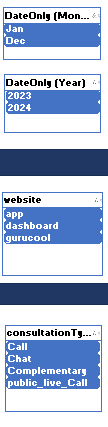 DateOnly (Mon...
Jan
Dec
DateOnly (Year)
2023
2024
website
app
dashboard
gurucool
consultationTy...
Call
Chat
Complementary
public_live_Call